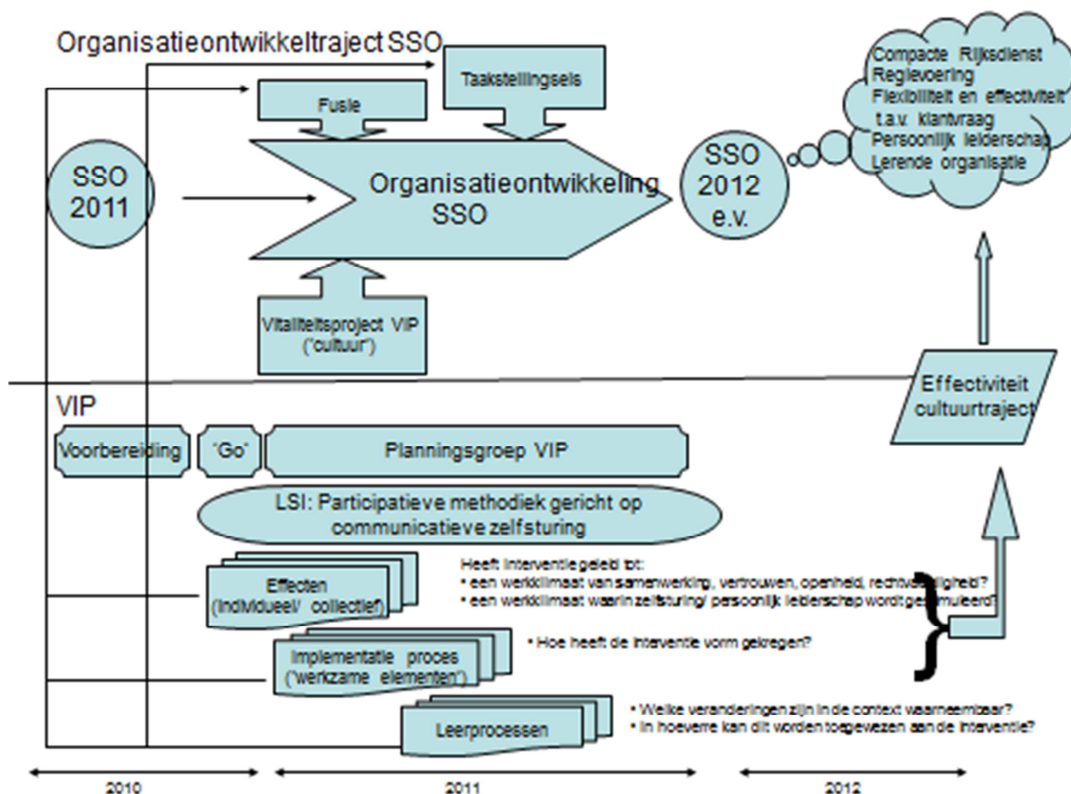 Organisatieontwikkeltraject SSO
Fusie
Taakstellingsels
Compacte Rijksdienst
Regievoering
Flexibiliteit en effectiviteit
t.a.v. klantvraag
Persoonlijk leiderschap
Lerende organisatie
SSO
2011
Organisatieontwikkeling
SSO
SSO
2012
e.v.
Vitaliteitsproject VIP
("cultuur")
Effectiviteit
cultuurtraject
VIP
Voorbereiding
"Go"
Planningsgroep VIP
LSI: Participatieve methodiek gericht op
communicatieve zelfsturing
Effecten
(individueel/ collectief)
Heeft interventie geleid tot:
• een werkklimaat van samenwerking, vertrouwen, openheid, rechtvaardigheid?
• een werkklimaat waarin zelfsturing/ persoonlijk leiderschap wordt gestimuleerd?
Implementatie proces
("werkzame elementen")
• Hoe heeft de interventie vorm gekregen?
Leerprocessen
• Welke veranderingen zijn in de context waarneembaar?
• In hoeverre kan dit worden toegewezen aan de interventie?
2010
2011
2012